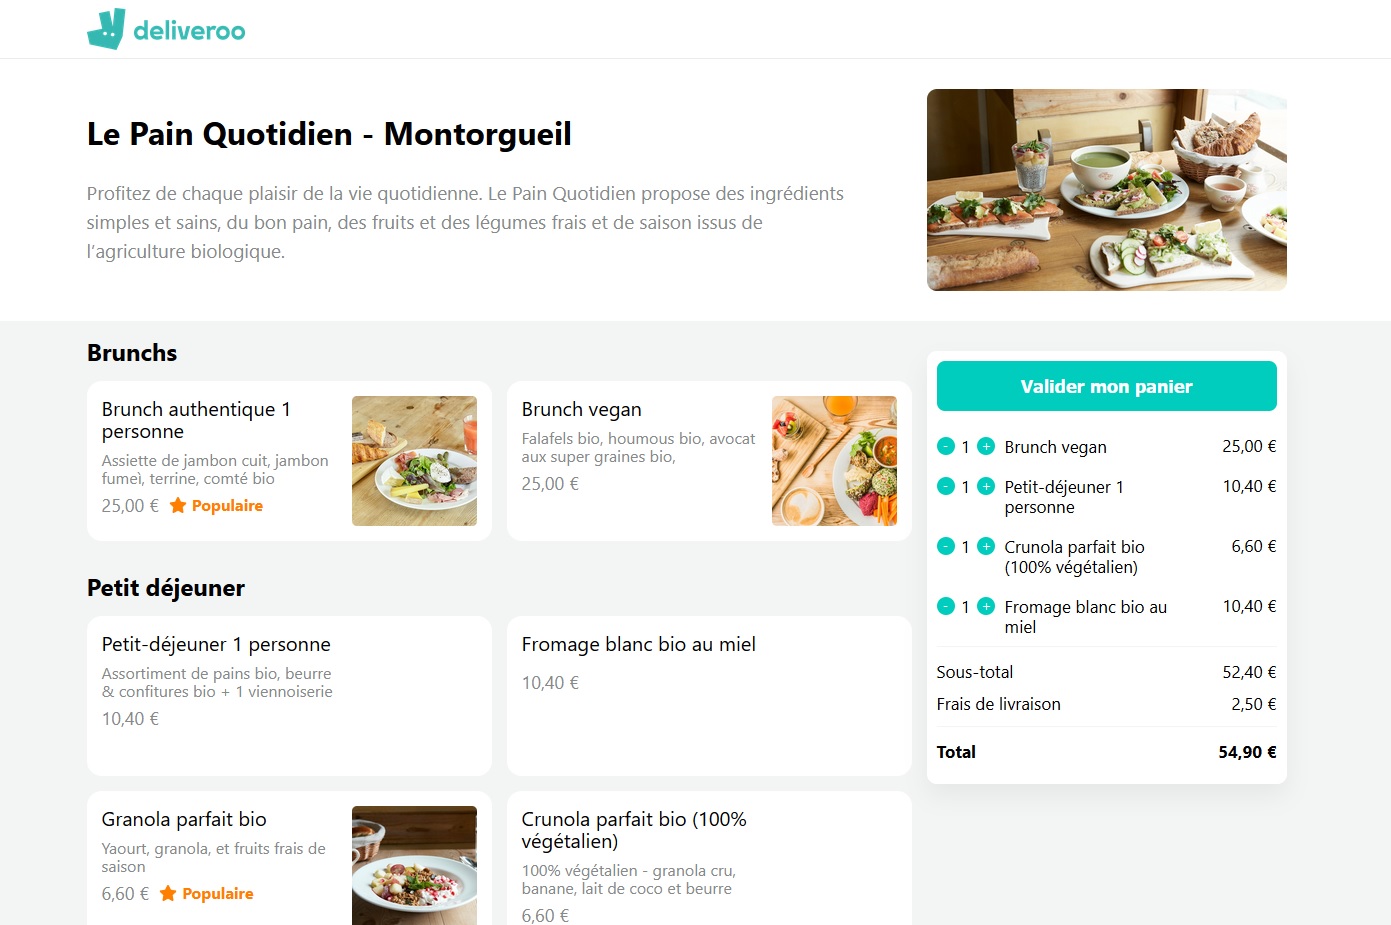 deliveroo
Le Pain Quotidien - Montorgueil
Profitez de chaque plaisir de la vie quotidienne. Le Pain Quotidien propose des ingrédients
simples et sains, du bon pain, des fruits et des légumes frais et de saison issus de
l’agriculture biologique.
Brunchs
Brunch authentique 1
personne
Assiette de jambon cuit, jambon
fumeì, terrine, comté bio
25,00 € Populaire
Brunch vegan
Falafels bio, houmous bio, avocat
aux super graines bio,
25,00 €
Petit déjeuner
Petit-déjeuner 1 personne
Assortiment de pains bio, beurre
& confitures bio + 1 viennoiserie
10,40 €
Fromage blanc bio au miel
10,40 €
Granola parfait bio
Yaourt, granola, et fruits frais de
saison
6,60 € Populaire
Crunola parfait bio (100%
végétalien)
100% végétalien - granola cru,
banane, lait de coco et beurre
6,60 €
Valider mon panier
- 1 + Brunch vegan 25,00 €
- 1 + Petit-déjeuner 1 10,40 €
personne
- 1 + Crunola parfait bio 6,60 €
(100% végétalien)
- 1 + Fromage blanc bio au 10,40 €
miel
Sous-total 52,40 €
Frais de livraison 2,50 €
Total 54,90 €